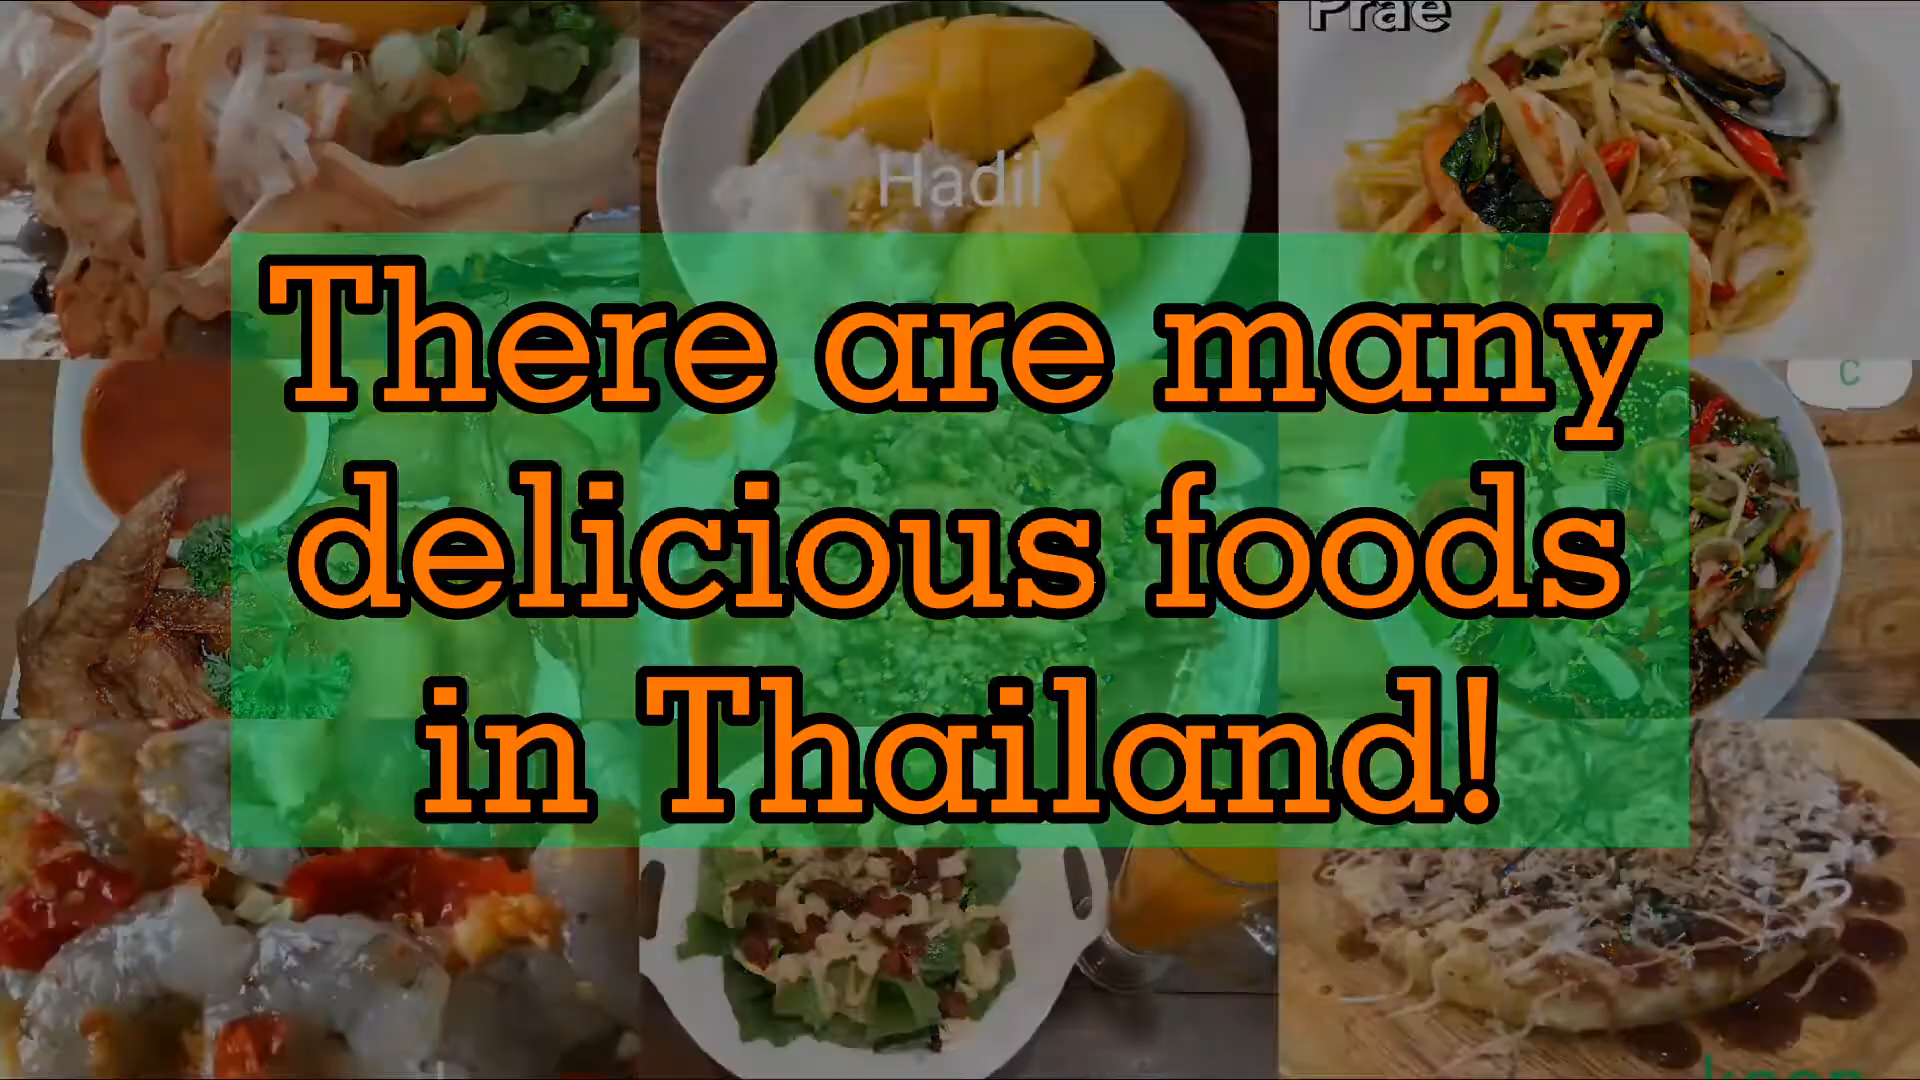 Prae
Hadil
There are many
C
delicious foods
in Thailand!